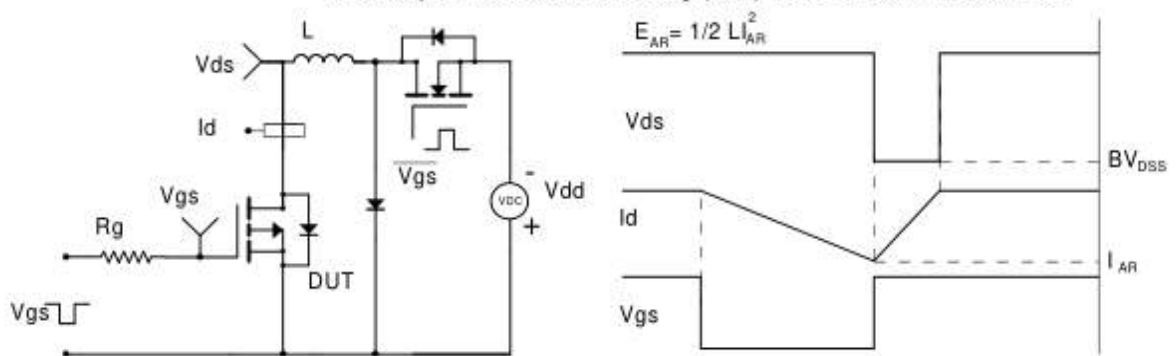 L
Vds
Id
Vgs
Vgs
Rg
DUT
Vgs
VDC
-
Vdd
+
E_AR = 1/2 LI²_AR
Vds
BV_DSS
Id
I_AR
Vgs